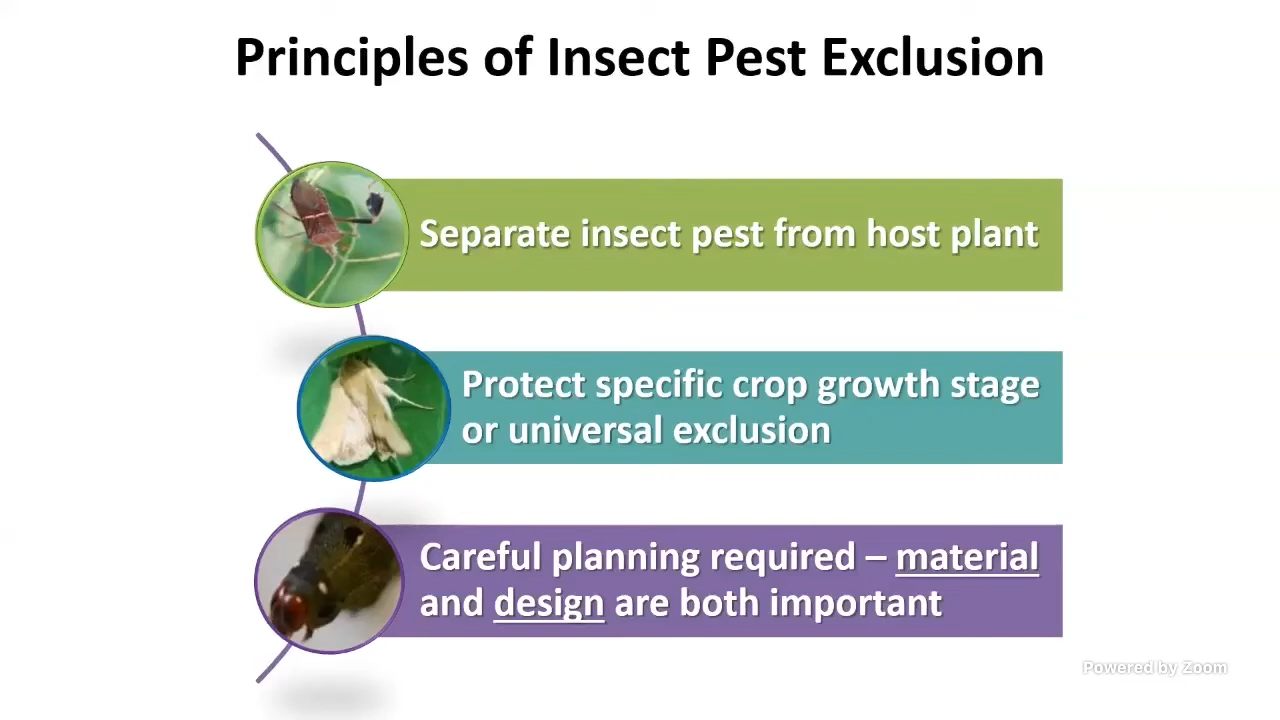 Principles of Insect Pest Exclusion
Separate insect pest from host plant
Protect specific crop growth stage
or universal exclusion
Careful planning required – material
and design are both important
Powered by Zoom